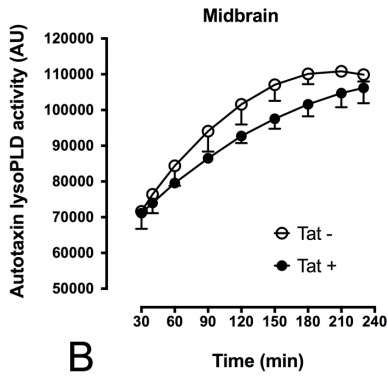 Midbrain
Autotaxin lysoPLD activity (AU)
120000
110000
100000
90000
80000
70000
60000
50000
Tat -
Tat +
30 60 90 120 150 180 210 240
Time (min)
B